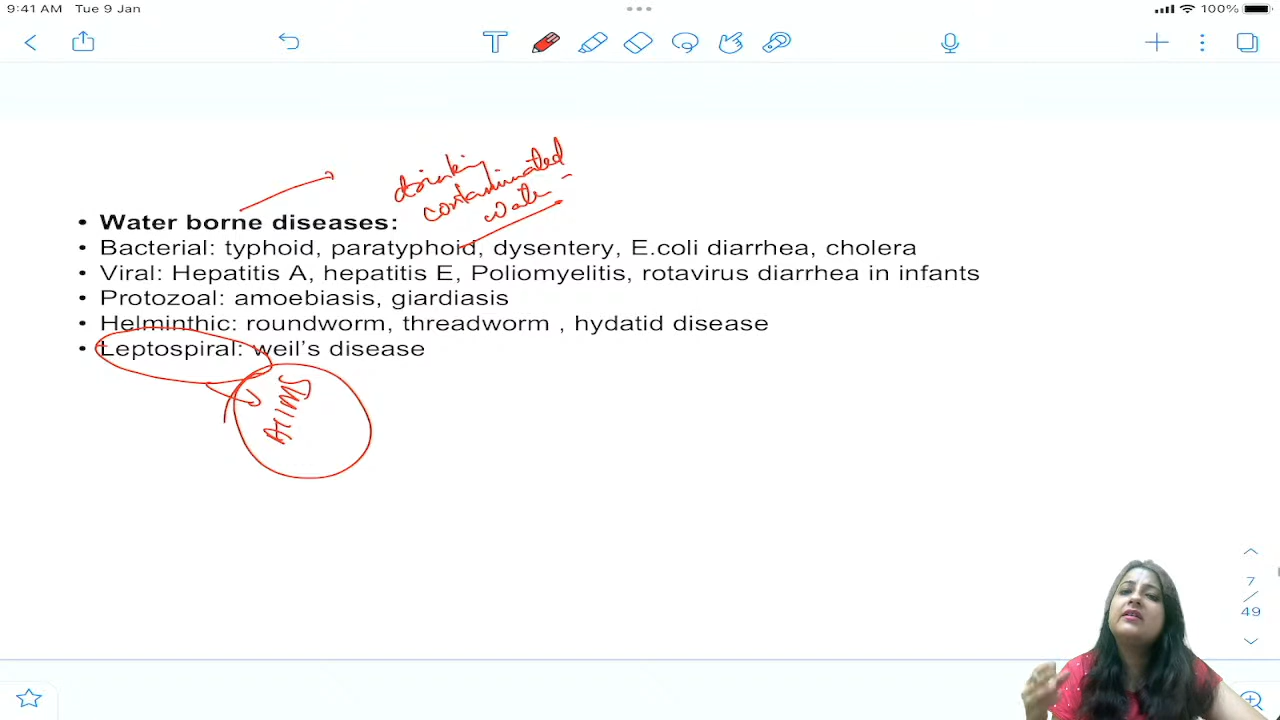 9:41 AM Tue 9 Jan
100%
T
drinking
contaminated
water
• Water borne diseases:
• Bacterial: typhoid, paratyphoid, dysentery, E.coli diarrhea, cholera
• Viral: Hepatitis A, hepatitis E, Poliomyelitis, rotavirus diarrhea in infants
• Protozoal: amoebiasis, giardiasis
• Helminthic: roundworm, threadworm , hydatid disease
• Leptospiral: weil's disease
AIIMS
7
/
49